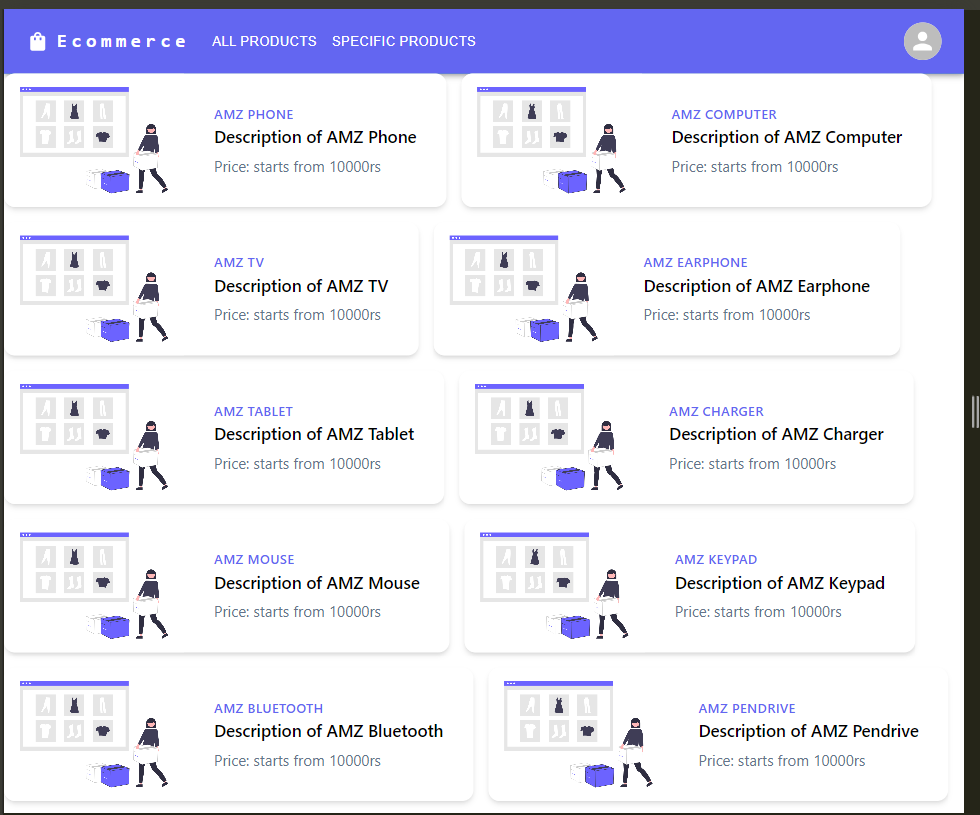 Ecommerce ALL PRODUCTS SPECIFIC PRODUCTS
AMZ PHONE
Description of AMZ Phone
Price: starts from 10000rs
AMZ COMPUTER
Description of AMZ Computer
Price: starts from 10000rs
AMZ TV
Description of AMZ TV
Price: starts from 10000rs
AMZ EARPHONE
Description of AMZ Earphone
Price: starts from 10000rs
AMZ TABLET
Description of AMZ Tablet
Price: starts from 10000rs
AMZ CHARGER
Description of AMZ Charger
Price: starts from 10000rs
AMZ MOUSE
Description of AMZ Mouse
Price: starts from 10000rs
AMZ KEYPAD
Description of AMZ Keypad
Price: starts from 10000rs
AMZ BLUETOOTH
Description of AMZ Bluetooth
Price: starts from 10000rs
AMZ PENDRIVE
Description of AMZ Pendrive
Price: starts from 10000rs